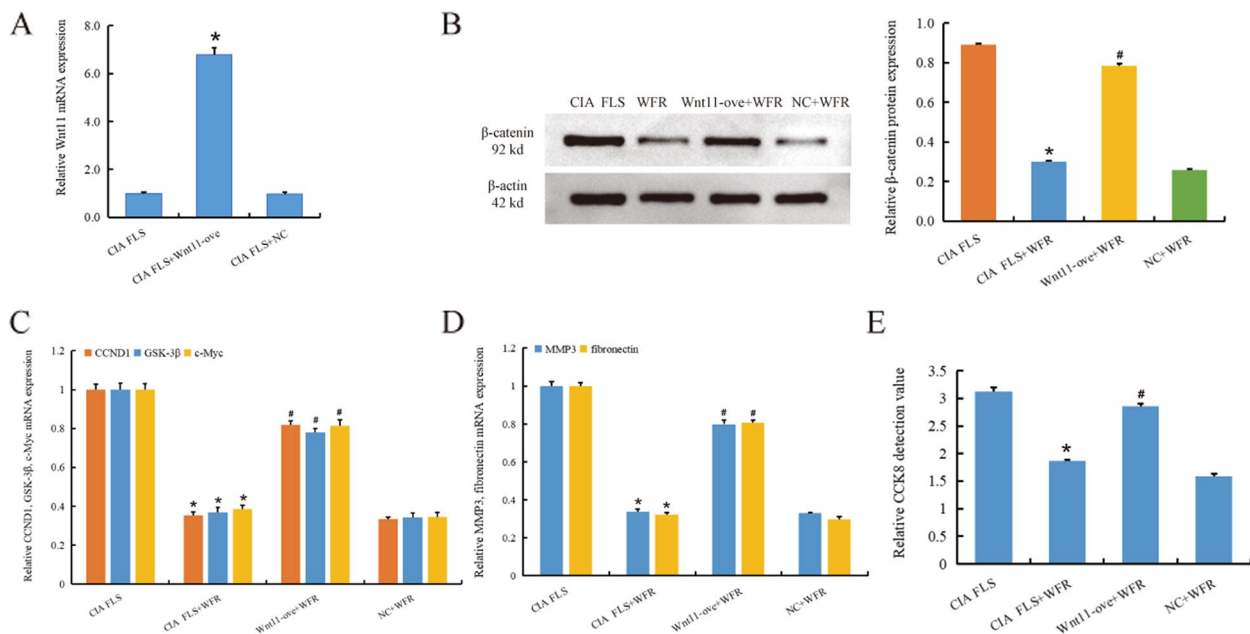 A
Relative Wnt11 mRNA expression
8.0
6.0
4.0
2.0
0.0
*
CIA FLS
CIA FLS+Wnt11-ove
CIA FLS+NC
B
CIA FLS WFR Wnt11-ove+WFR NC+WFR
β-catenin
92 kd
β-actin
42 kd
Relative β-catenin protein expression
1.0
0.8
0.6
0.4
0.2
0.0
*
#
CIA FLS
CIA FLS+WFR
Wnt11-ove+WFR
NC+WFR
C
Relative CCND1, GSK-3β, c-Myc mRNA expression
CCND1 GSK-3β c-Myc
1.2
1
0.8
0.6
0.4
0.2
0
* * *
# # #
CIA FLS
CIA FLS+WFR
Wnt11-ove+WFR
NC+WFR
D
Relative MMP3, fibronectin mRNA expression
MMP3 fibronectin
1.2
1
0.8
0.6
0.4
0.2
0
* *
# #
CIA FLS
CIA FLS+WFR
Wnt11-ove+WFR
NC+WFR
E
Relative CCK8 detection value
3.5
3
2.5
2
1.5
1
0.5
0
*
#
CIA FLS
CIA FLS+WFR
Wnt11-ove+WFR
NC+WFR